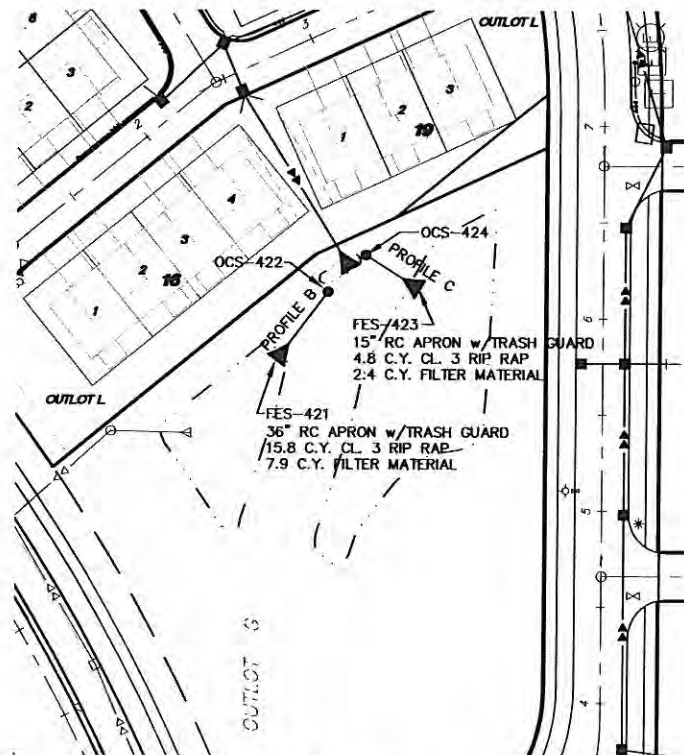 OUTLOT L
8
3
3
2
2
3
2
1
19
7
4
3
2
16
1
OCS-424
OCS-422
PROFILE C
PROFILE B
6
FES-423
15" RC APRON w/TRASH GUARD
4.8 C.Y. CL. 3 RIP RAP
2.4 C.Y. FILTER MATERIAL
OUTLOT L
FES-421
36" RC APRON w/TRASH GUARD
15.8 C.Y. CL. 3 RIP RAP
7.9 C.Y. FILTER MATERIAL
5
OUTLOT G
4